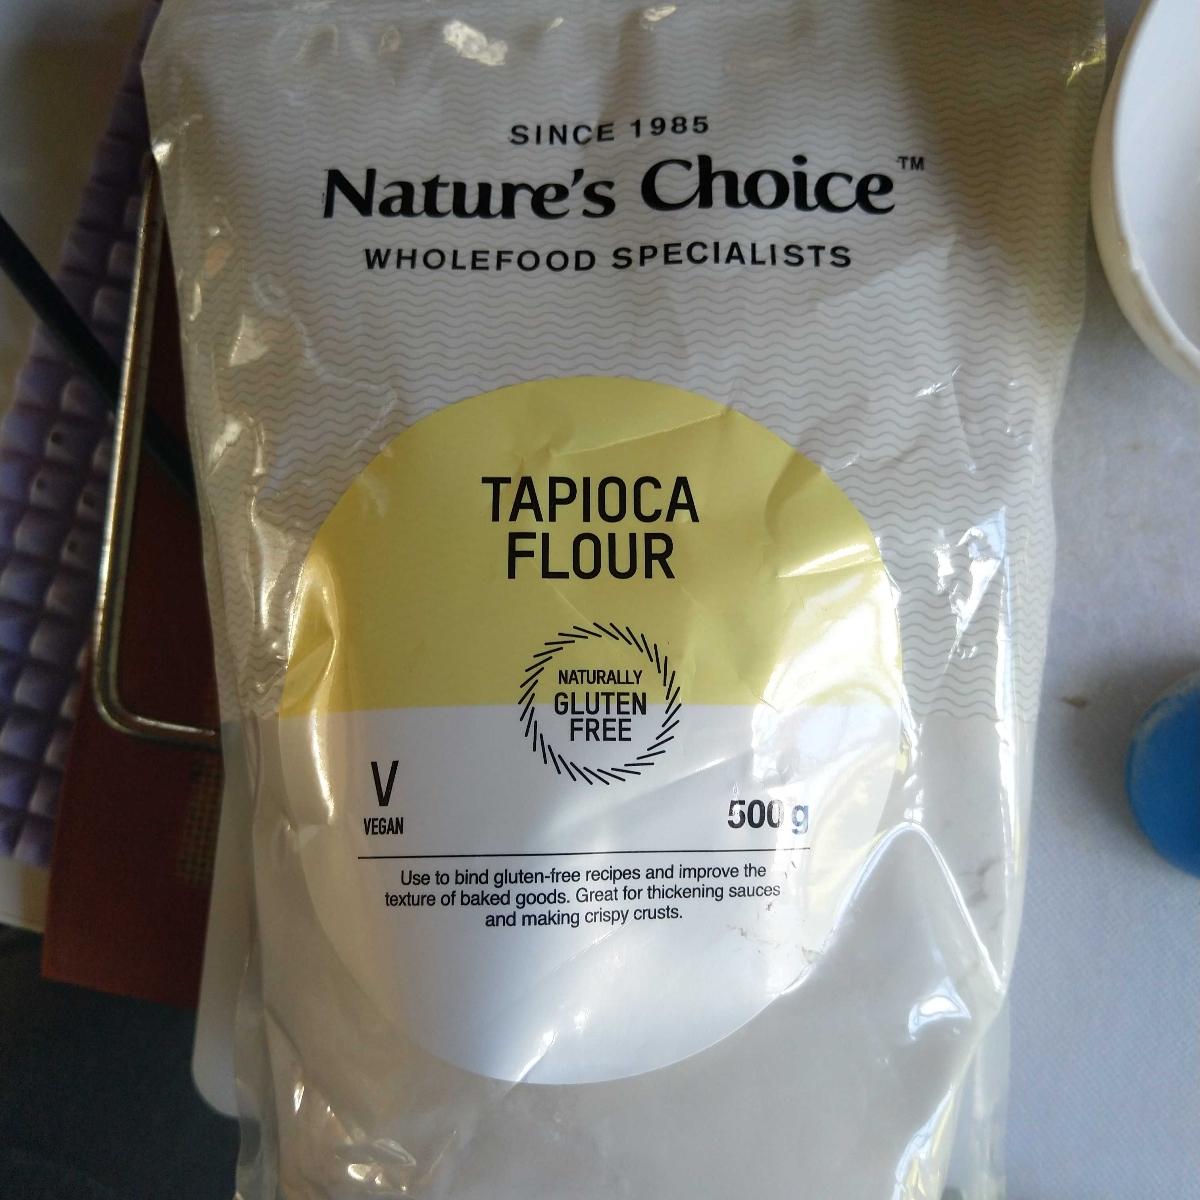 SINCE 1985
Nature's Choice™
WHOLEFOOD SPECIALISTS
TAPIOCA
FLOUR
NATURALLY
GLUTEN
FREE
V
VEGAN
500 g
Use to bind gluten-free recipes and improve the
texture of baked goods. Great for thickening sauces
and making crispy crusts.